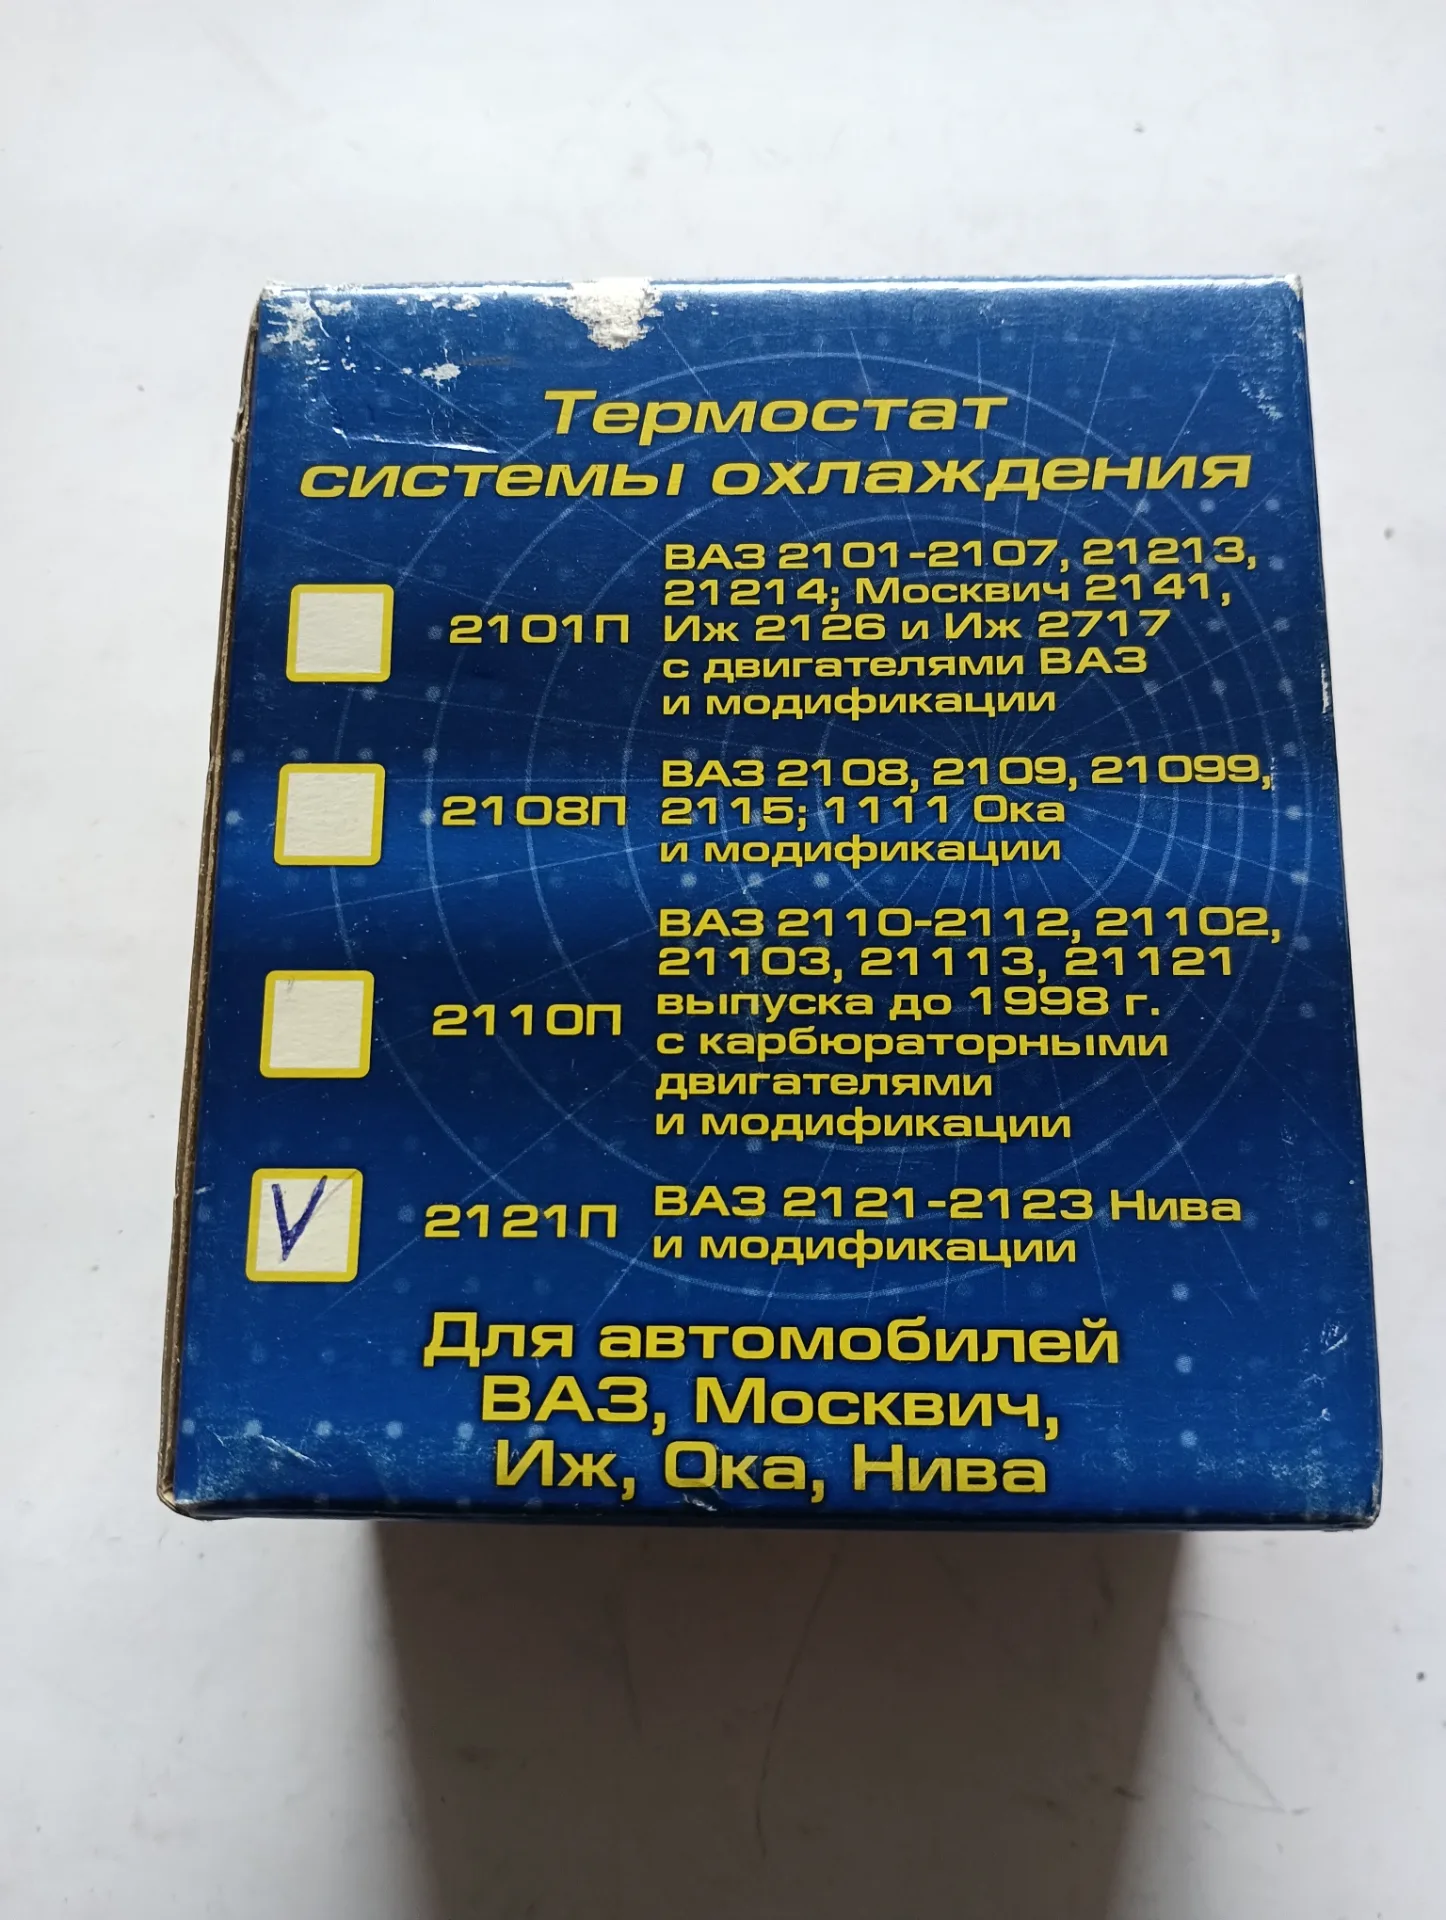 Термостат
системы охлаждения
2101П
ВАЗ 2101-2107, 21213,
21214; Москвич 2141,
Иж 2126 и Иж 2717
с двигателями ВАЗ
и модификации
2108П
ВАЗ 2108, 2109, 21099,
2115; 1111 Ока
и модификации
2110П
ВАЗ 2110-2112, 21102,
21103, 21113, 21121
выпуска до 1998 г.
с карбюраторными
двигателями
и модификации
2121П
ВАЗ 2121-2123 Нива
и модификации
Для автомобилей
ВАЗ, Москвич,
Иж, Ока, Нива